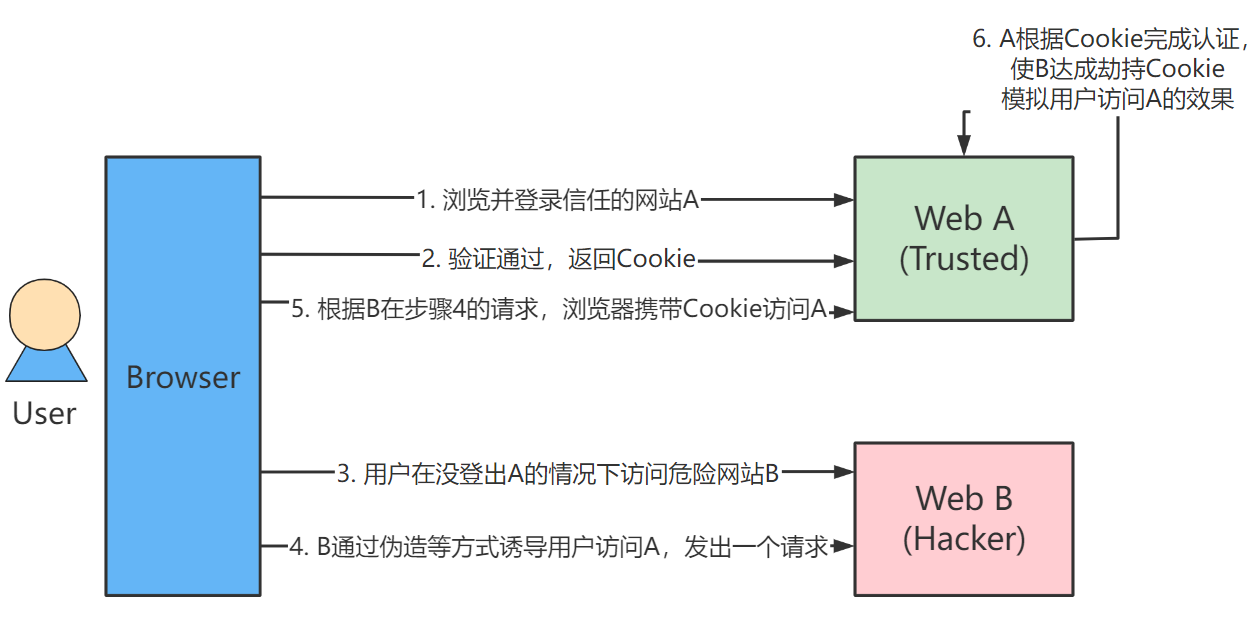 6. A根据Cookie完成认证，
使B达成劫持Cookie
模拟用户访问A的效果
1. 浏览并登录信任的网站A
Web A
(Trusted)
2. 验证通过，返回Cookie
5. 根据B在步骤4的请求，浏览器携带Cookie访问A
Browser
User
3. 用户在没登出A的情况下访问危险网站B
Web B
(Hacker)
4. B通过伪造等方式诱导用户访问A，发出一个请求